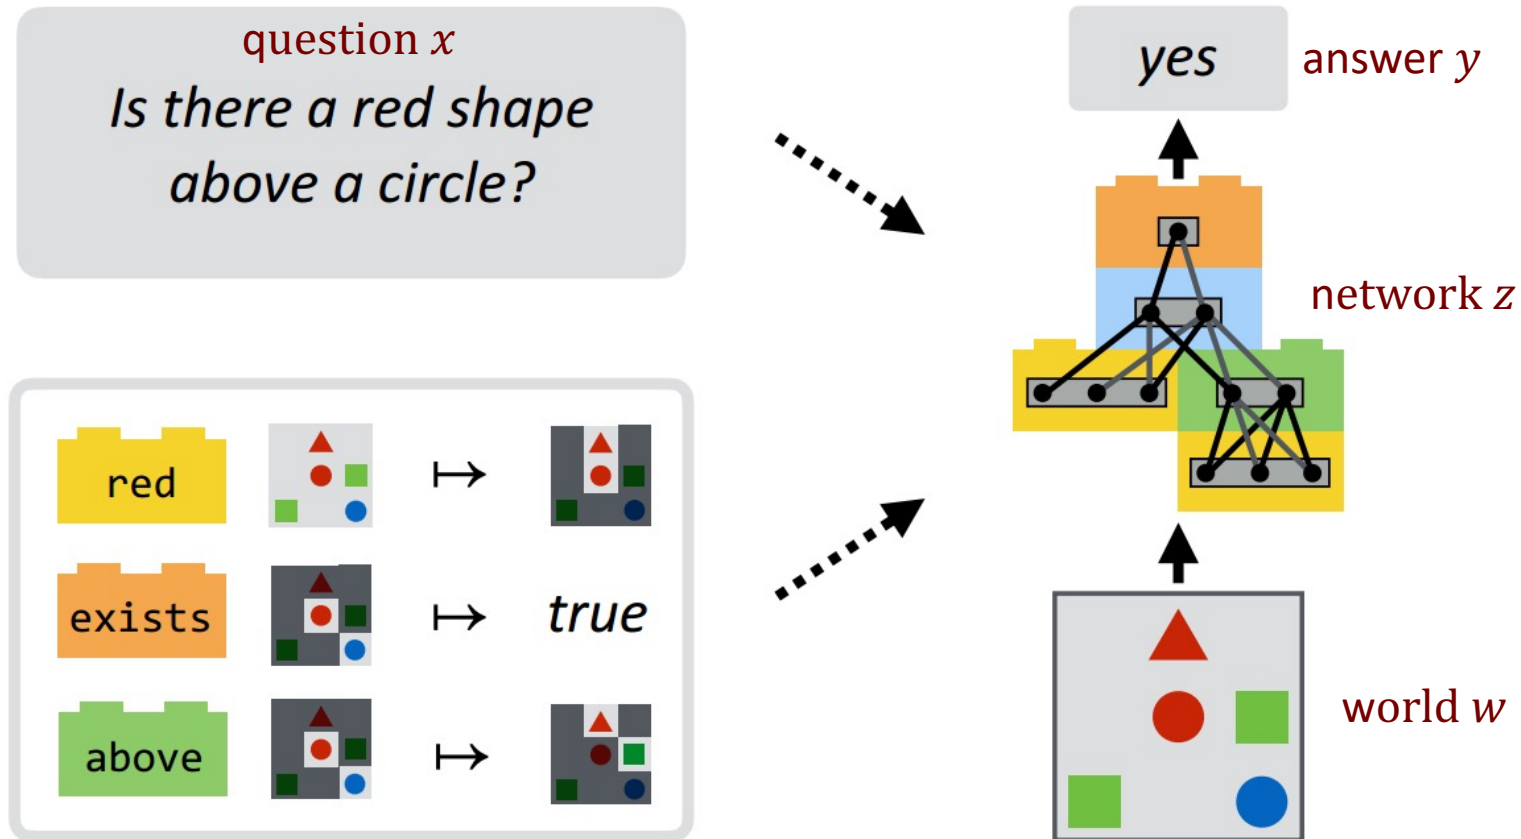 question x
Is there a red shape
above a circle?
yes
answer y
network z
red
↦
exists
↦
true
above
↦
world w